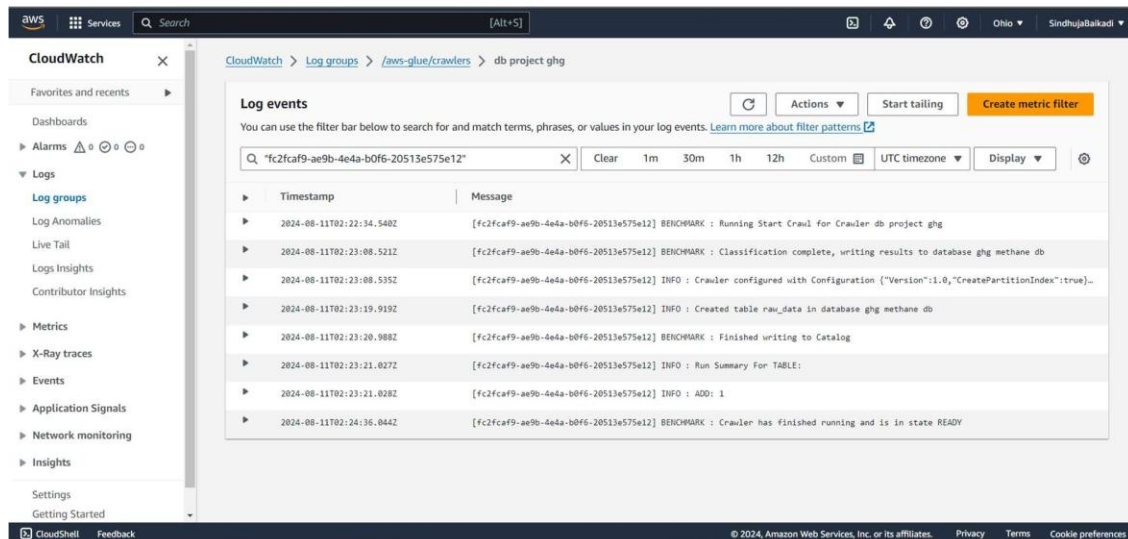 aws Services Search [Alt+S] Ohio SindhujaBaikadi
CloudWatch
Favorites and recents
Dashboards
Alarms 0 0 0
Logs
Log groups
Log Anomalies
Live Tail
Logs Insights
Contributor Insights
Metrics
X-Ray traces
Events
Application Signals
Network monitoring
Insights
Settings
Getting Started
CloudWatch > Log groups > /aws-glue/crawlers > db project ghg
Log events
Actions Start tailing Create metric filter
You can use the filter bar below to search for and match terms, phrases, or values in your log events. Learn more about filter patterns
"fc2fcaf9-ae9b-4e4a-b0f6-20513e575e12" Clear 1m 30m 1h 12h Custom UTC timezone Display
Timestamp Message
2024-08-11T02:22:34.540Z [fc2fcaf9-ae9b-4e4a-b0f6-20513e575e12] BENCHMARK : Running Start Crawl for Crawler db project ghg
2024-08-11T02:23:08.521Z [fc2fcaf9-ae9b-4e4a-b0f6-20513e575e12] BENCHMARK : Classification complete, writing results to database ghg methane db
2024-08-11T02:23:08.535Z [fc2fcaf9-ae9b-4e4a-b0f6-20513e575e12] INFO : Crawler configured with Configuration {"Version":1.0,"CreatePartitionIndex":true}…
2024-08-11T02:23:19.919Z [fc2fcaf9-ae9b-4e4a-b0f6-20513e575e12] INFO : Created table raw_data in database ghg methane db
2024-08-11T02:23:20.988Z [fc2fcaf9-ae9b-4e4a-b0f6-20513e575e12] BENCHMARK : Finished writing to Catalog
2024-08-11T02:23:21.027Z [fc2fcaf9-ae9b-4e4a-b0f6-20513e575e12] INFO : Run Summary For TABLE:
2024-08-11T02:23:21.028Z [fc2fcaf9-ae9b-4e4a-b0f6-20513e575e12] INFO : ADD: 1
2024-08-11T02:24:36.044Z [fc2fcaf9-ae9b-4e4a-b0f6-20513e575e12] BENCHMARK : Crawler has finished running and is in state READY
CloudShell Feedback © 2024, Amazon Web Services, Inc. or its affiliates. Privacy Terms Cookie preferences